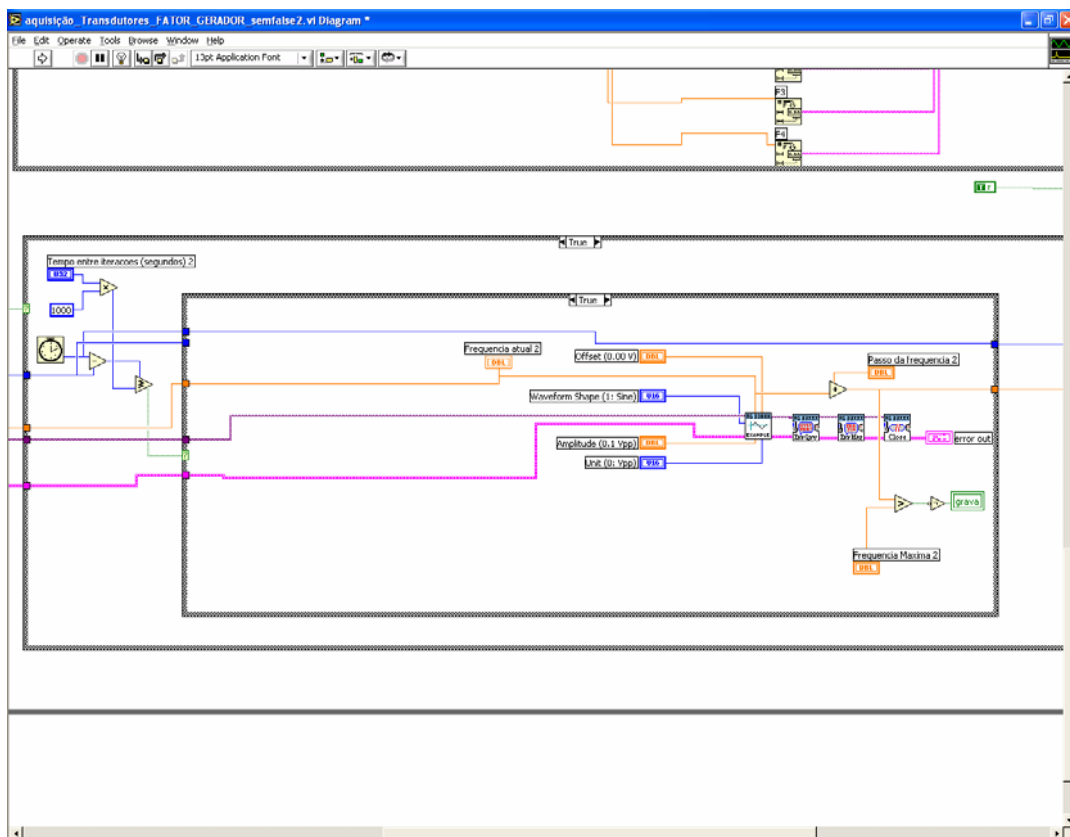 aquisição_Transdutores_FATOR_GERADOR_semfalse2.vi Diagram *
File Edit Operate Tools Browse Window Help
13pt Application Font
F3
F4
True
Tempo entre iteracoes (segundos) 2
U32
1000
True
Frequencia atual 2
DBL
Offset (0.00 V)
DBL
Passo da frequencia 2
DBL
Waveform Shape (1: Sine)
U16
EXAMPLE
Close
error out
Amplitude (0.1 Vpp)
DBL
Unit (0: Vpp)
U16
grava
Frequencia Maxima 2
DBL